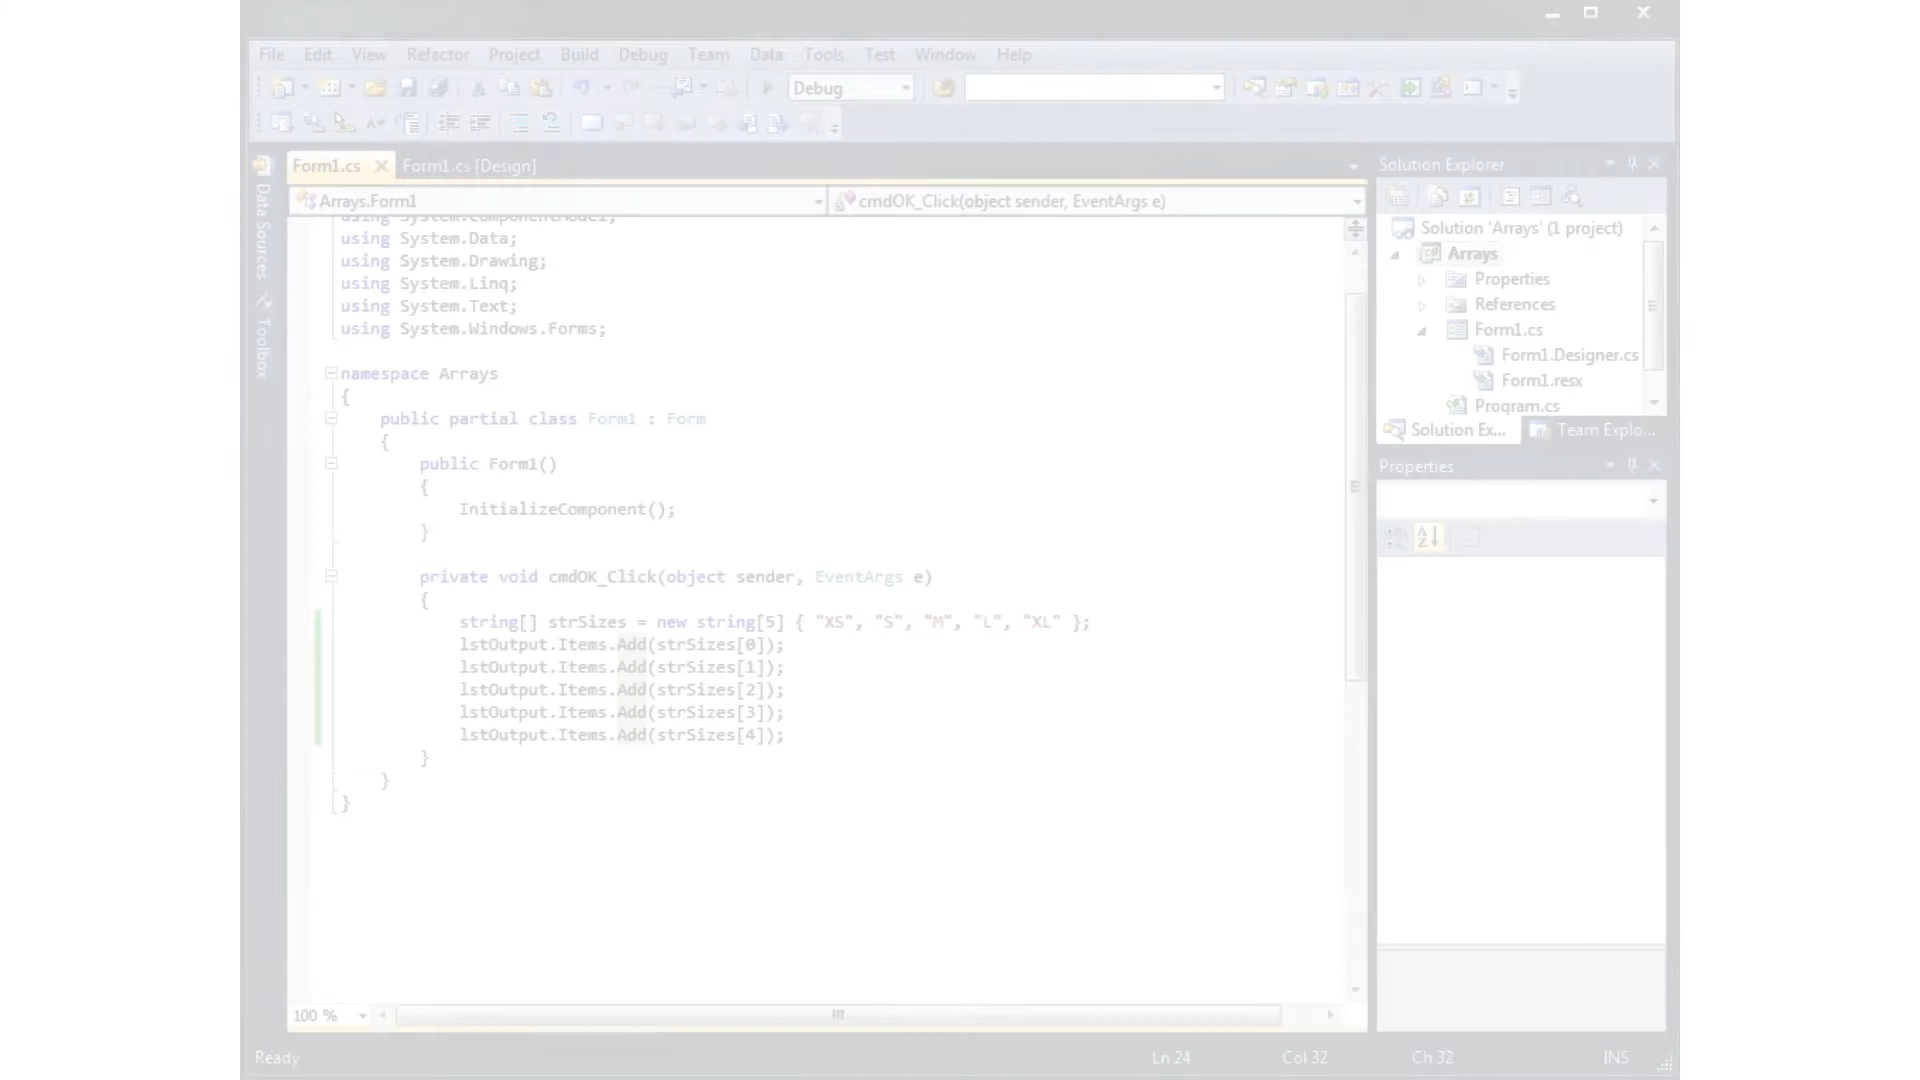 File Edit View Refactor Project Build Debug Team Data Tools Test Window Help
Debug
Form1.cs Form1.cs [Design]
Arrays.Form1 cmdOK_Click(object sender, EventArgs e)
Data Sources
Toolbox
using System.ComponentModel;
using System.Data;
using System.Drawing;
using System.Linq;
using System.Text;
using System.Windows.Forms;
namespace Arrays
{
public partial class Form1 : Form
{
public Form1()
{
InitializeComponent();
}
private void cmdOK_Click(object sender, EventArgs e)
{
string[] strSizes = new string[5] { "XS", "S", "M", "L", "XL" };
lstOutput.Items.Add(strSizes[0]);
lstOutput.Items.Add(strSizes[1]);
lstOutput.Items.Add(strSizes[2]);
lstOutput.Items.Add(strSizes[3]);
lstOutput.Items.Add(strSizes[4]);
}
}
}
100 %
Solution Explorer
Solution 'Arrays' (1 project)
Arrays
Properties
References
Form1.cs
Form1.Designer.cs
Form1.resx
Program.cs
Solution Ex... Team Explo...
Properties
Ready Ln 24 Col 32 Ch 32 INS